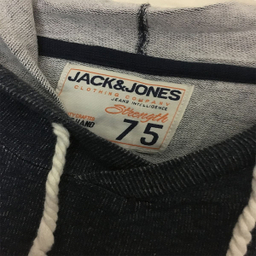 JACK&JONES
CLOTHING COMPANY
JEANS INTELLIGENCE
Strength
75